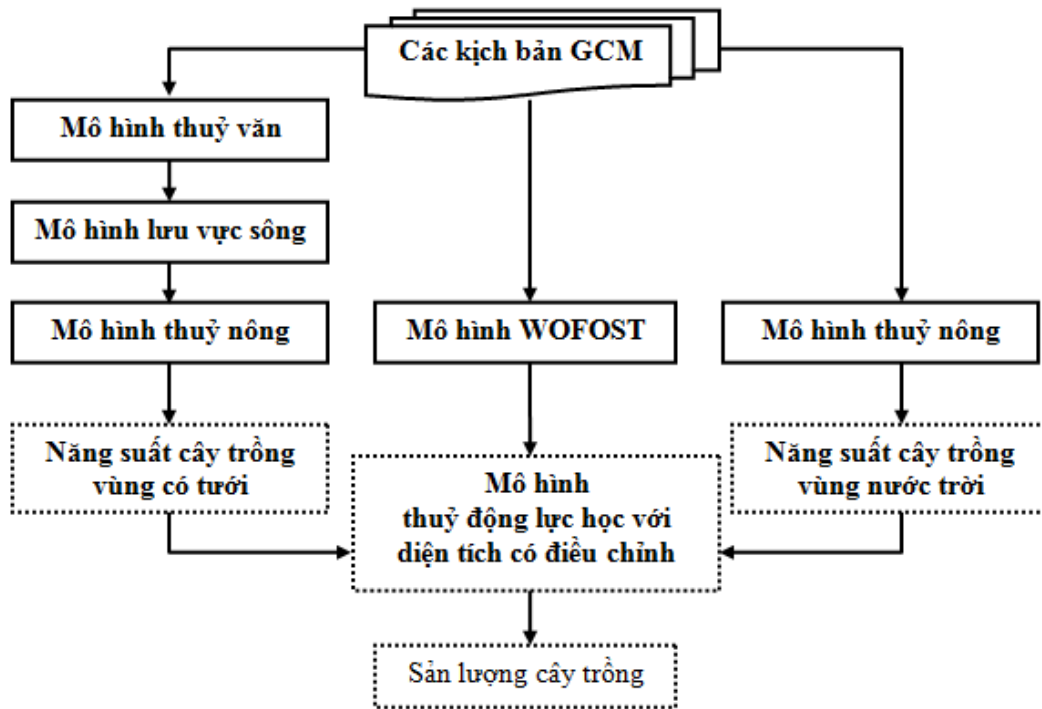 Các kịch bản GCM
Mô hình thuỷ văn
Mô hình lưu vực sông
Mô hình thuỷ nông
Mô hình WOFOST
Mô hình thuỷ nông
Năng suất cây trồng
vùng có tưới
Mô hình
thuỷ động lực học với
diện tích có điều chỉnh
Năng suất cây trồng
vùng nước trời
Sản lượng cây trồng